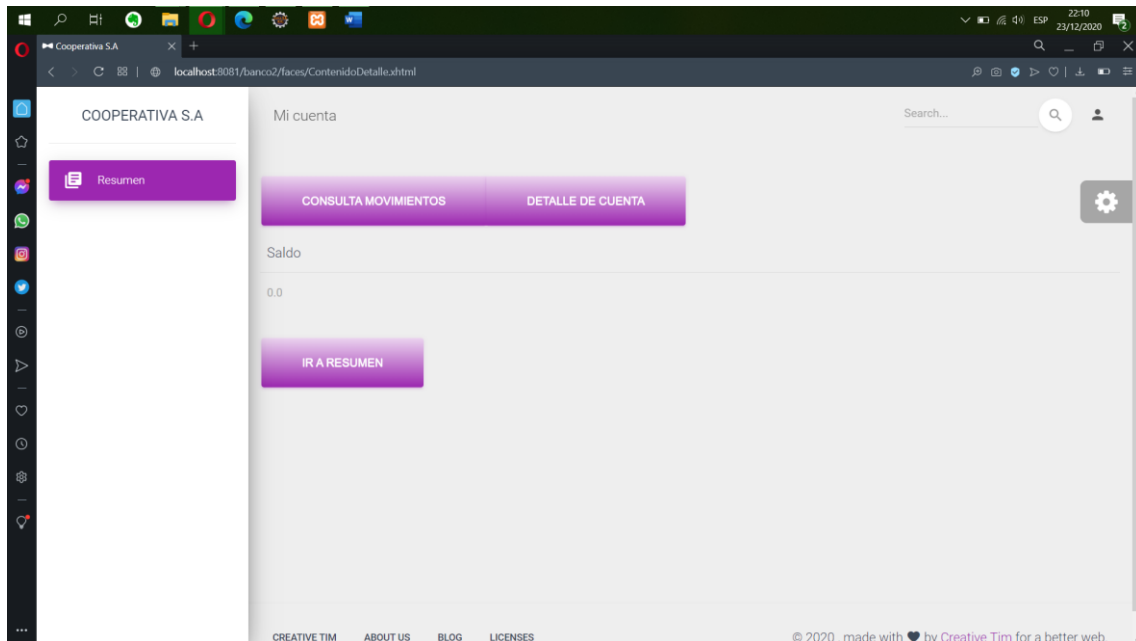 ESP
22:10
23/12/2020
2
Cooperativa S.A
localhost:8081/banco2/faces/ContenidoDetalle.xhtml
COOPERATIVA S.A
Mi cuenta
Search...
Resumen
CONSULTA MOVIMIENTOS
DETALLE DE CUENTA
Saldo
0.0
IR A RESUMEN
CREATIVE TIM ABOUT US BLOG LICENSES
© 2020 , made with by Creative Tim for a better web.